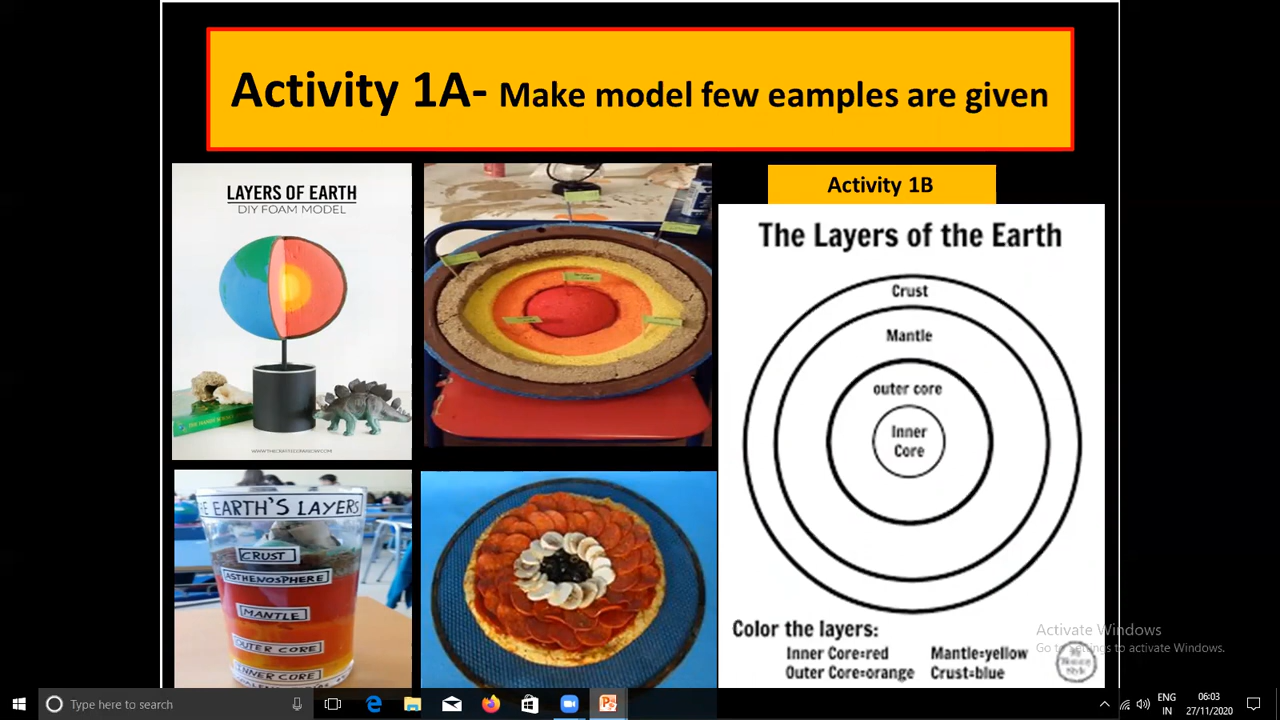 Activity 1A- Make model few eamples are given
LAYERS OF EARTH
DIY FOAM MODEL
Activity 1B
The Layers of the Earth
Crust
Mantle
outer core
Inner
Core
Color the layers:
Inner Core=red
Mantle=yellow
Outer Core=orange
Crust=blue
E EARTH'S LAYERS
CRUST
ASTHENOSPHERE
MANTLE
OUTER CORE
INNER CORE
Activate Windows
Go to Settings to activate Windows.
Type here to search
ENG
IN
06:03
27/11/2020